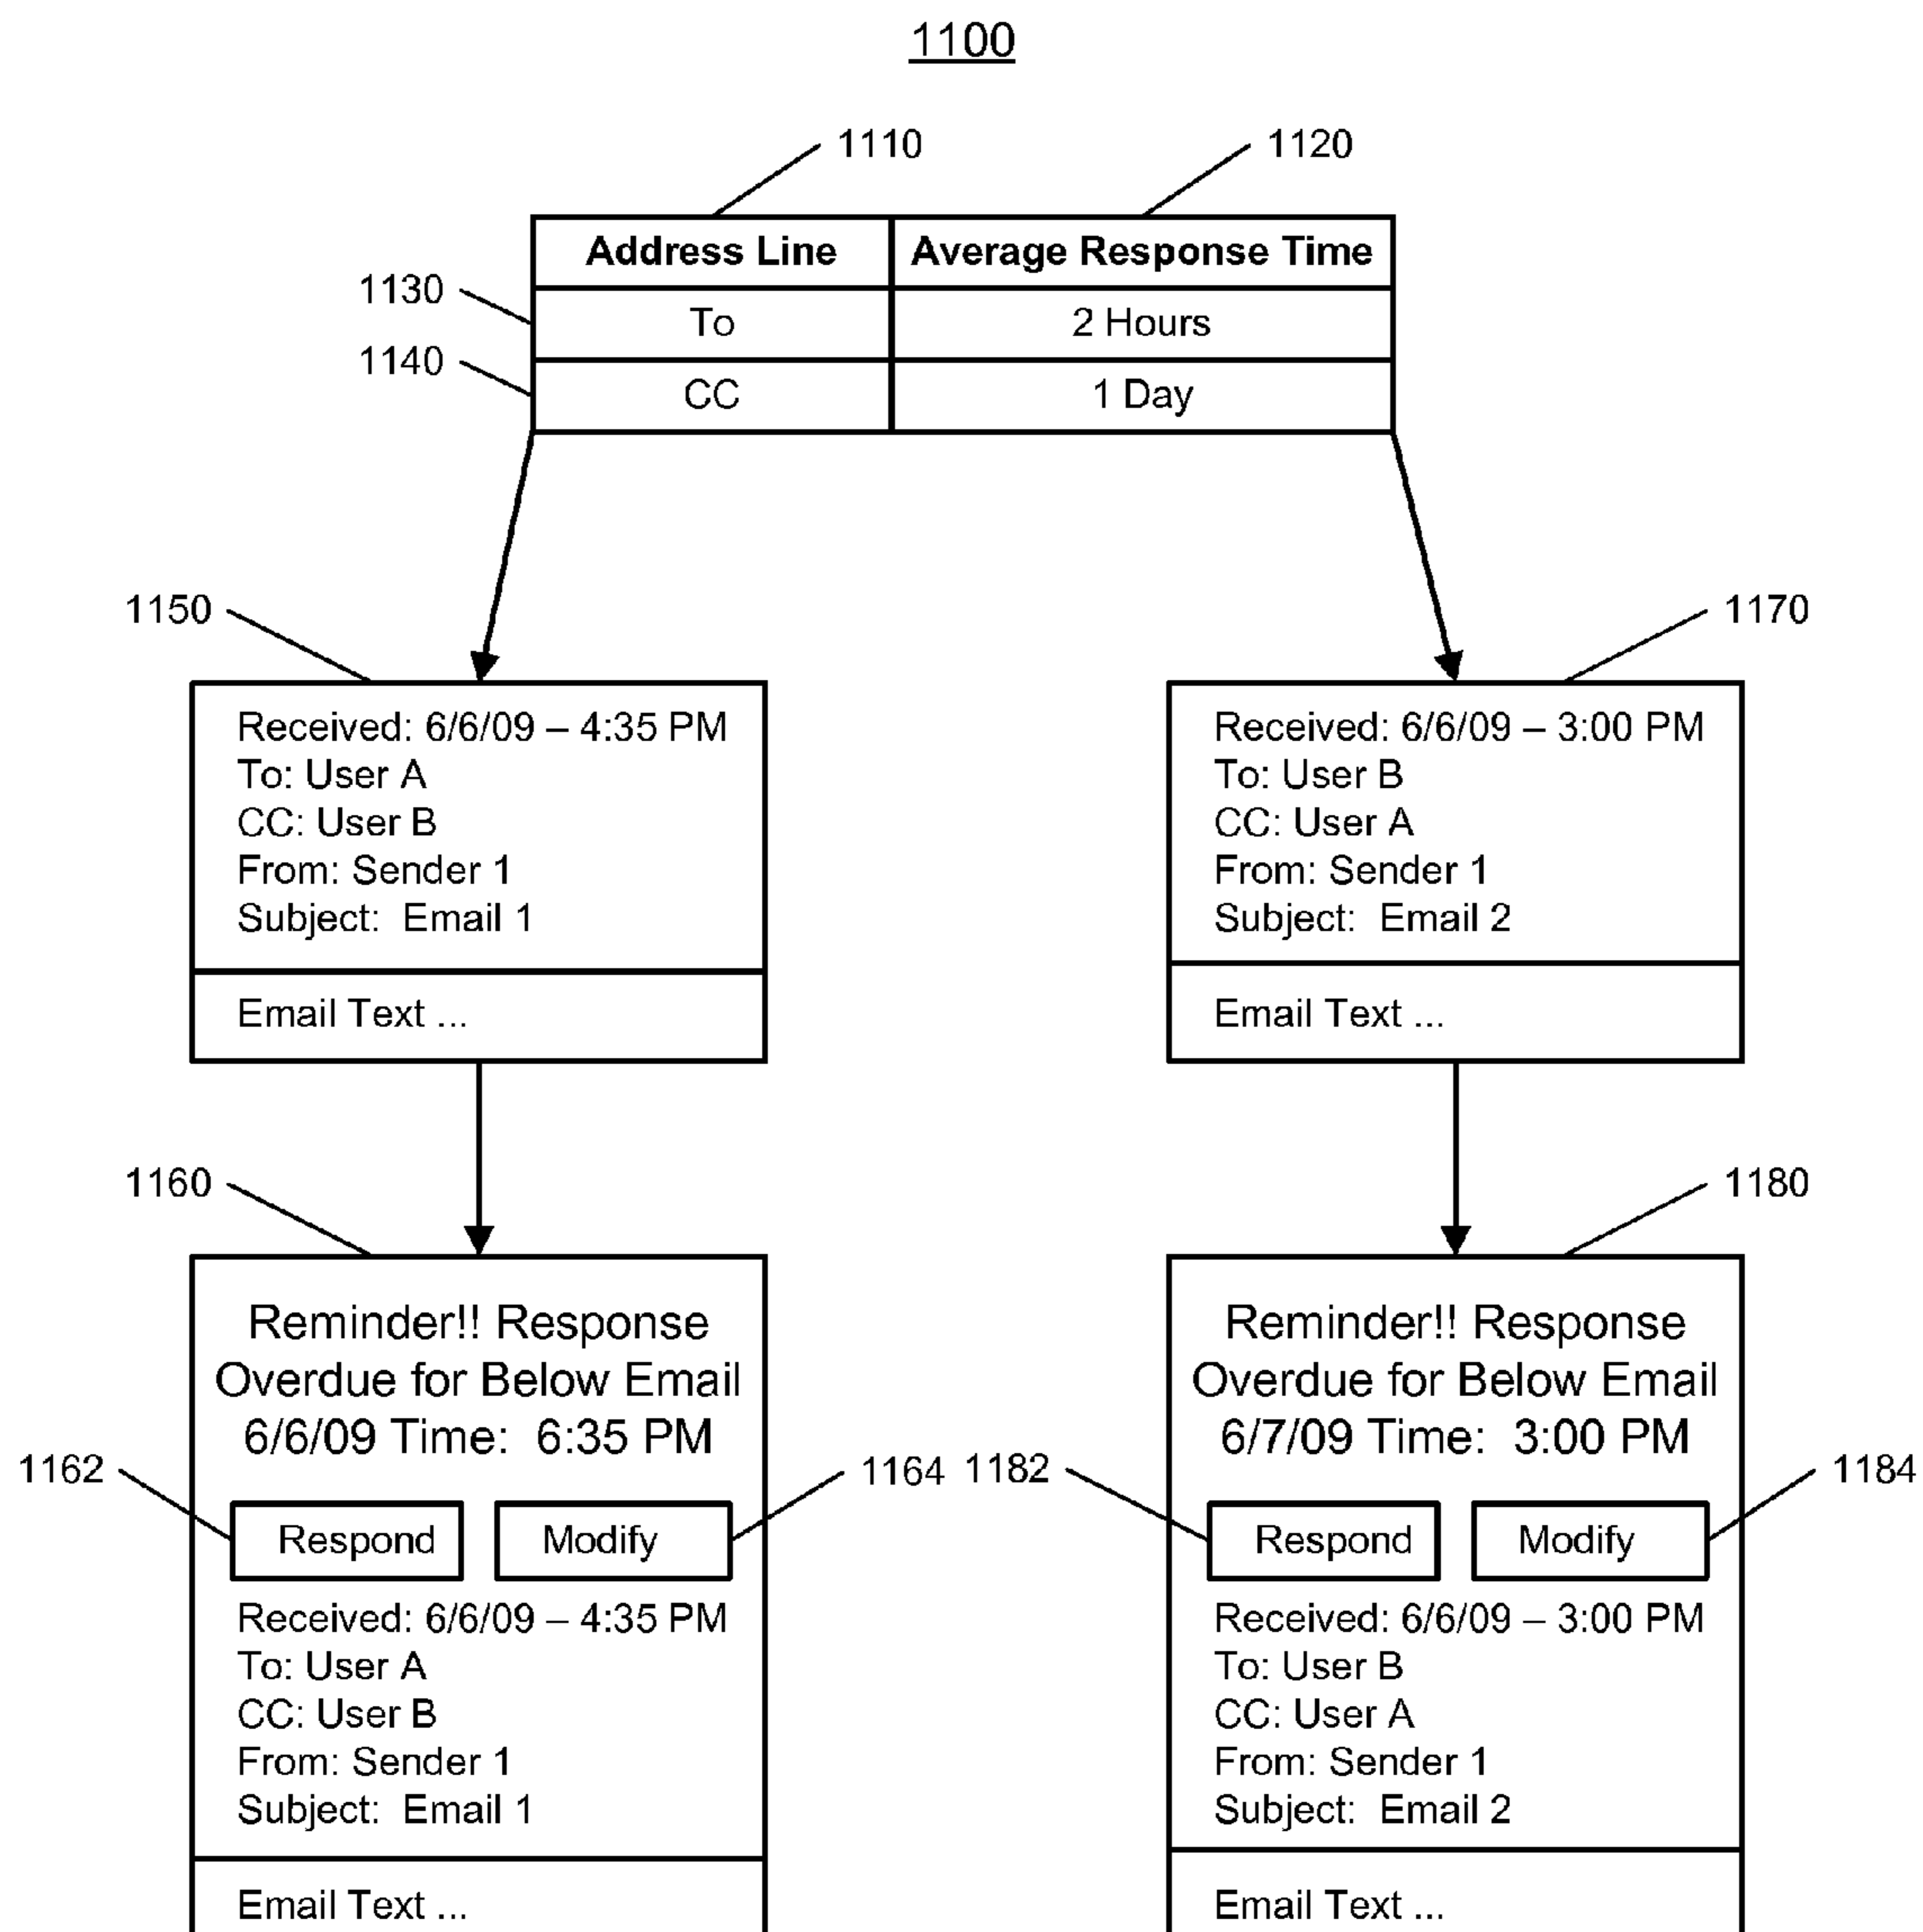 1100
1110
1120
Address Line Average Response Time
1130
To 2 Hours
1140
CC 1 Day
1150
Received: 6/6/09 – 4:35 PM
To: User A
CC: User B
From: Sender 1
Subject: Email 1
Email Text ...
1170
Received: 6/6/09 – 3:00 PM
To: User B
CC: User A
From: Sender 1
Subject: Email 2
Email Text ...
1160
Reminder!! Response
Overdue for Below Email
6/6/09 Time: 6:35 PM
1162
1164
Respond Modify
Received: 6/6/09 – 4:35 PM
To: User A
CC: User B
From: Sender 1
Subject: Email 1
Email Text ...
1180
Reminder!! Response
Overdue for Below Email
6/7/09 Time: 3:00 PM
1182
1184
Respond Modify
Received: 6/6/09 – 3:00 PM
To: User B
CC: User A
From: Sender 1
Subject: Email 2
Email Text ...